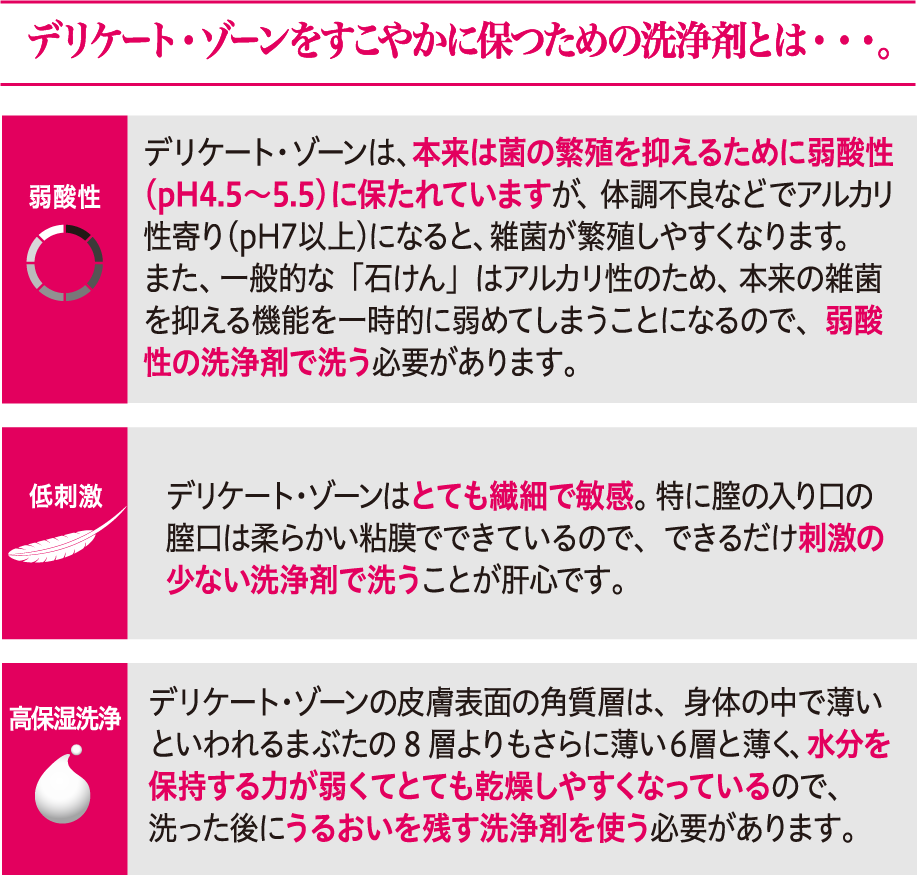 デリケート・ゾーンをすこやかに保つための洗浄剤とは・・・。
弱酸性
デリケート・ゾーンは、本来は菌の繁殖を抑えるために弱酸性
（pH4.5～5.5）に保たれていますが、体調不良などでアルカリ
性寄り（pH7以上）になると、雑菌が繁殖しやすくなります。
また、一般的な「石けん」はアルカリ性のため、本来の雑菌
を抑える機能を一時的に弱めてしまうことになるので、弱酸
性の洗浄剤で洗う必要があります。
低刺激
デリケート・ゾーンはとても繊細で敏感。特に膣の入り口の
膣口は柔らかい粘膜でできているので、できるだけ刺激の
少ない洗浄剤で洗うことが肝心です。
高保湿洗浄
デリケート・ゾーンの皮膚表面の角質層は、身体の中で薄い
といわれるまぶたの8層よりもさらに薄い6層と薄く、水分を
保持する力が弱くてとても乾燥しやすくなっているので、
洗った後にうるおいを残す洗浄剤を使う必要があります。